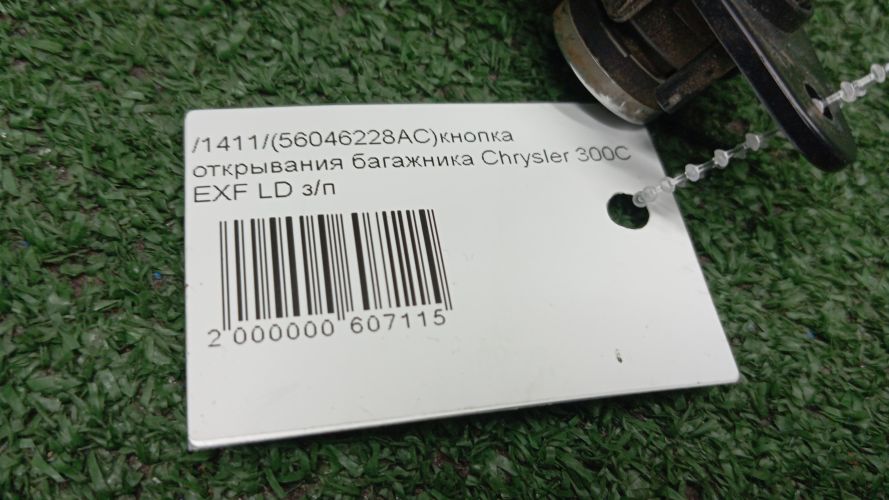 /1411/(56046228AC)кнопка
открывания багажника Chrysler 300C
EXF LD з/п
2 000000 607115